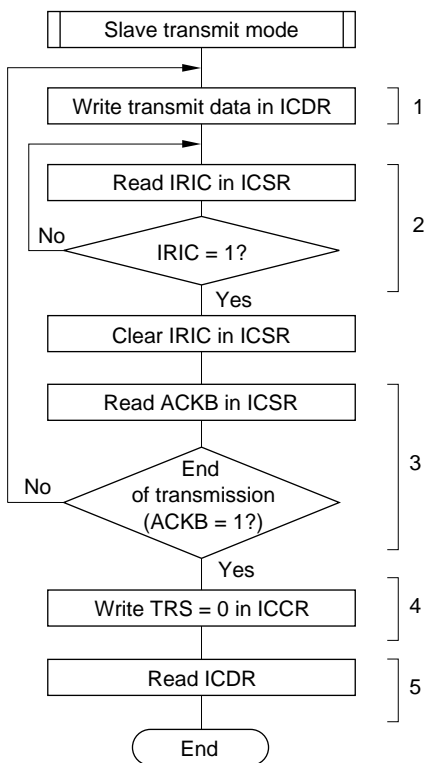 Slave transmit mode
Write transmit data in ICDR
1
Read IRIC in ICSR
2
No
IRIC = 1?
Yes
Clear IRIC in ICSR
Read ACKB in ICSR
3
No
End
of transmission
(ACKB = 1?)
Yes
Write TRS = 0 in ICCR
4
Read ICDR
5
End